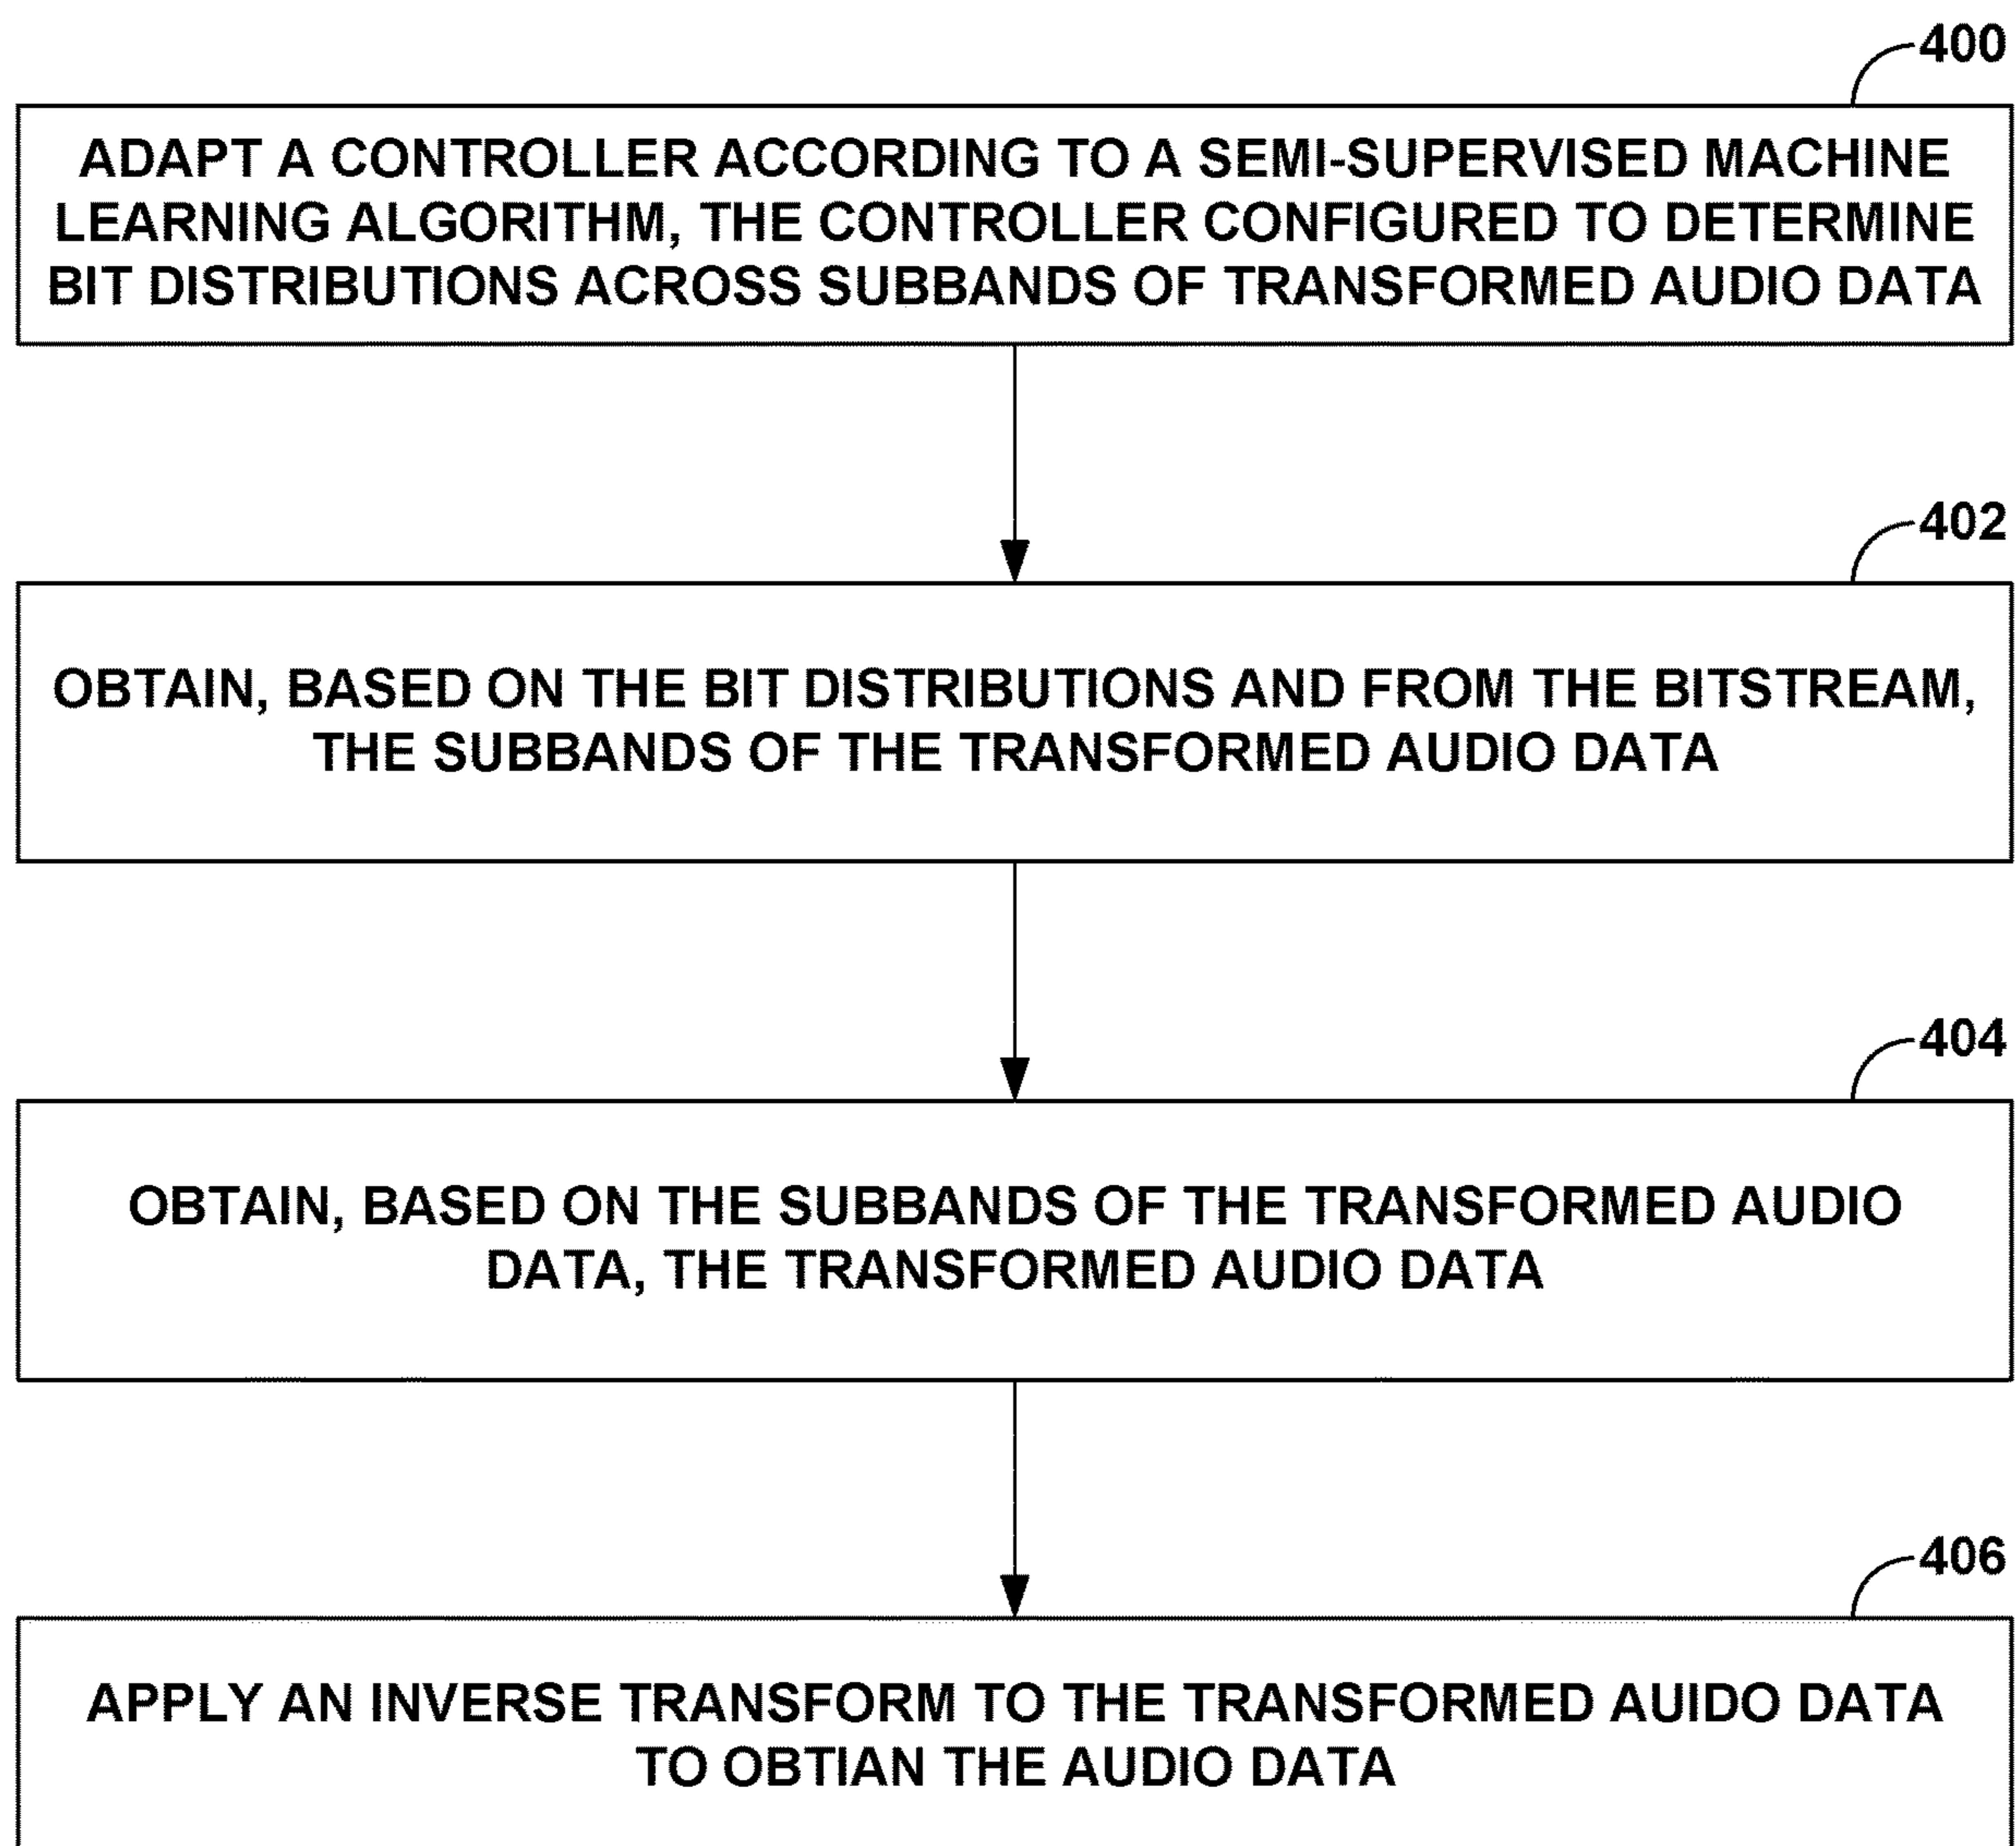 400
ADAPT A CONTROLLER ACCORDING TO A SEMI-SUPERVISED MACHINE
LEARNING ALGORITHM, THE CONTROLLER CONFIGURED TO DETERMINE
BIT DISTRIBUTIONS ACROSS SUBBANDS OF TRANSFORMED AUDIO DATA
402
OBTAIN, BASED ON THE BIT DISTRIBUTIONS AND FROM THE BITSTREAM,
THE SUBBANDS OF THE TRANSFORMED AUDIO DATA
404
OBTAIN, BASED ON THE SUBBANDS OF THE TRANSFORMED AUDIO
DATA, THE TRANSFORMED AUDIO DATA
406
APPLY AN INVERSE TRANSFORM TO THE TRANSFORMED AUIDO DATA
TO OBTIAN THE AUDIO DATA